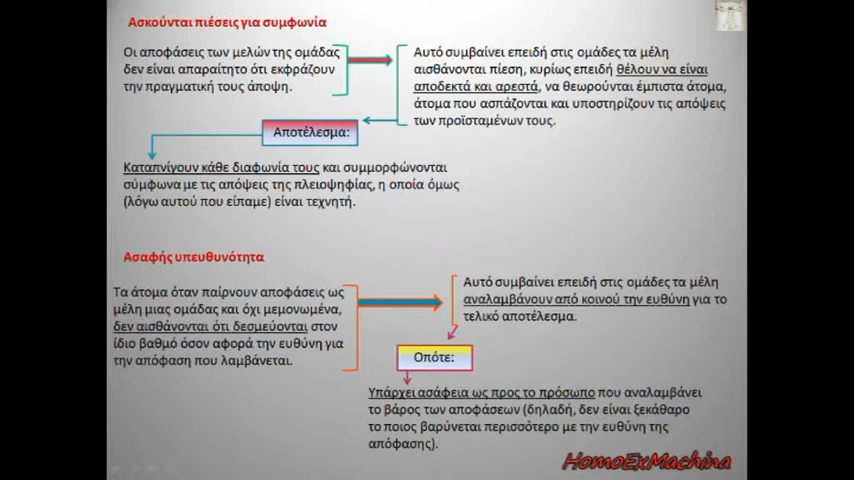 Ασκούνται πιέσεις για συμφωνία
Οι αποφάσεις των μελών της ομάδας
δεν είναι απαραίτητο ότι εκφράζουν
την πραγματική τους άποψη.
Αυτό συμβαίνει επειδή στις ομάδες τα μέλη
αισθάνονται πίεση, κυρίως επειδή θέλουν να είναι
αποδεκτά και αρεστά, να θεωρούνται έμπιστα άτομα,
άτομα που ασπάζονται και υποστηρίζουν τις απόψεις
των προϊσταμένων τους.
Αποτέλεσμα:
Καταπνίγουν κάθε διαφωνία τους και συμμορφώνονται
σύμφωνα με τις απόψεις της πλειοψηφίας, η οποία όμως
(λόγω αυτού που είπαμε) είναι τεχνητή.
Ασαφής υπευθυνότητα
Τα άτομα όταν παίρνουν αποφάσεις ως
μέλη μιας ομάδας και όχι μεμονωμένα,
δεν αισθάνονται ότι δεσμεύονται στον
ίδιο βαθμό όσον αφορά την ευθύνη για
την απόφαση που λαμβάνεται.
Αυτό συμβαίνει επειδή στις ομάδες τα μέλη
αναλαμβάνουν από κοινού την ευθύνη για το
τελικό αποτέλεσμα.
Οπότε:
Υπάρχει ασάφεια ως προς το πρόσωπο που αναλαμβάνει
το βάρος των αποφάσεων (δηλαδή, δεν είναι ξεκάθαρο
το ποιος βαρύνεται περισσότερο με την ευθύνη της
απόφασης).
HomoExMachina